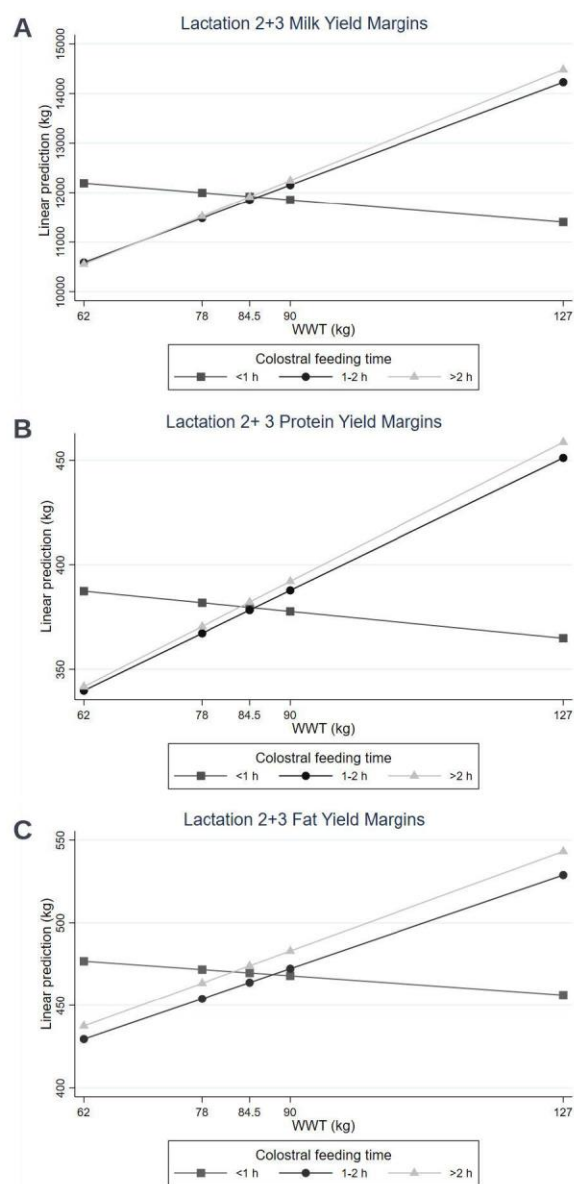 A
Lactation 2+3 Milk Yield Margins
Linear prediction (kg)
15000
14000
13000
12000
11000
10000
62 78 84.5 90 127
WWT (kg)
Colostral feeding time
<1 h 1-2 h >2 h
B
Lactation 2+ 3 Protein Yield Margins
Linear prediction (kg)
450
400
350
62 78 84.5 90 127
WWT (kg)
Colostral feeding time
<1 h 1-2 h >2 h
C
Lactation 2+3 Fat Yield Margins
Linear prediction (kg)
550
500
450
400
62 78 84.5 90 127
WWT (kg)
Colostral feeding time
<1 h 1-2 h >2 h